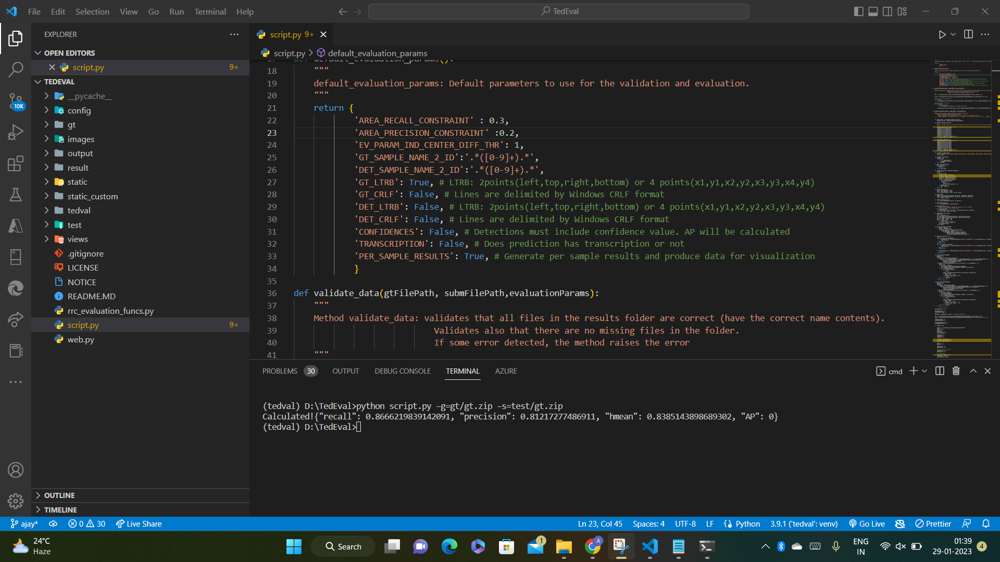 File Edit Selection View Go Run Terminal Help
TedEval
EXPLORER
OPEN EDITORS
script.py 9+
TEDEVAL
__pycache__
config
gt
images
output
result
static
static_custom
tedval
test
views
.gitignore
LICENSE
NOTICE
README.MD
rrc_evaluation_funcs.py
script.py 9+
web.py
OUTLINE
TIMELINE
10K
script.py 9+
script.py > default_evaluation_params
17 def default_evaluation_params():
18 """
19 default_evaluation_params: Default parameters to use for the validation and evaluation.
20 """
21 return {
22 'AREA_RECALL_CONSTRAINT' : 0.3,
23 'AREA_PRECISION_CONSTRAINT' :0.2,
24 'EV_PARAM_IND_CENTER_DIFF_THR': 1,
25 'GT_SAMPLE_NAME_2_ID':'.*([0-9]+).*',
26 'DET_SAMPLE_NAME_2_ID':'.*([0-9]+).*',
27 'GT_LTRB': True, # LTRB: 2points(left,top,right,bottom) or 4 points(x1,y1,x2,y2,x3,y3,x4,y4)
28 'GT_CRLF': False, # Lines are delimited by Windows CRLF format
29 'DET_LTRB': False, # LTRB: 2points(left,top,right,bottom) or 4 points(x1,y1,x2,y2,x3,y3,x4,y4)
30 'DET_CRLF': False, # Lines are delimited by Windows CRLF format
31 'CONFIDENCES': False, # Detections must include confidence value. AP will be calculated
32 'TRANSCRIPTION': False, # Does prediction has transcription or not
33 'PER_SAMPLE_RESULTS': True, # Generate per sample results and produce data for visualization
34 }
35
36 def validate_data(gtFilePath, submFilePath,evaluationParams):
37 """
38 Method validate_data: validates that all files in the results folder are correct (have the correct name contents).
39 Validates also that there are no missing files in the folder.
40 If some error detected, the method raises the error
41 """
PROBLEMS 30 OUTPUT DEBUG CONSOLE TERMINAL AZURE
cmd
(tedval) D:\TedEval>python script.py –g=gt/gt.zip –s=test/gt.zip
Calculated!{"recall": 0.8666219839142091, "precision": 0.81217277486911, "hmean": 0.8385143898689302, "AP": 0}
(tedval) D:\TedEval>
ajay* 0 30 Live Share Ln 23, Col 45 Spaces: 4 UTF-8 LF Python 3.9.1 ('tedval': venv) Go Live Prettier
24°C
Haze
Search
1
A
ENG
IN
01:39
29-01-2023
4